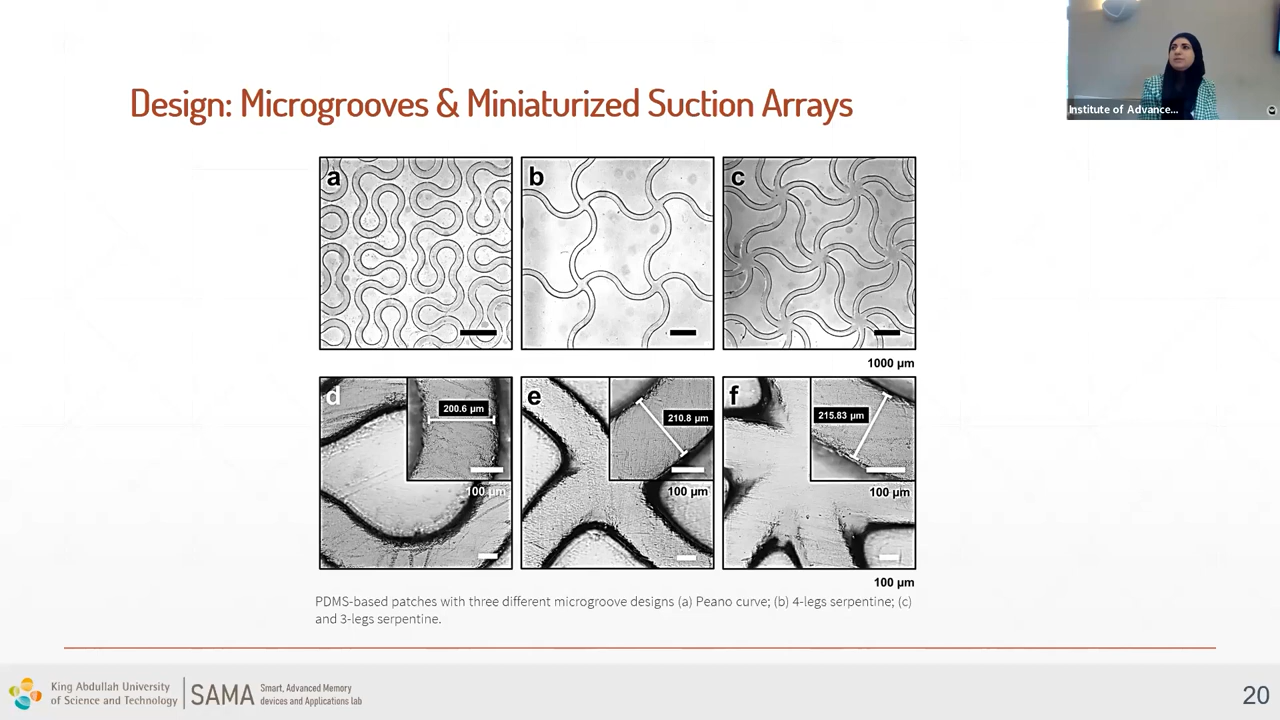 Institute of Advance...
Design: Microgrooves & Miniaturized Suction Arrays
a
b
c
1000 µm
d
200.6 µm
100 µm
e
210.8 µm
100 µm
f
215.83 µm
100 µm
100 µm
PDMS-based patches with three different microgroove designs (a) Peano curve; (b) 4-legs serpentine; (c)
and 3-legs serpentine.
King Abdullah University
of Science and Technology
SAMA
Smart, Advanced Memory
devices and Applications lab
20